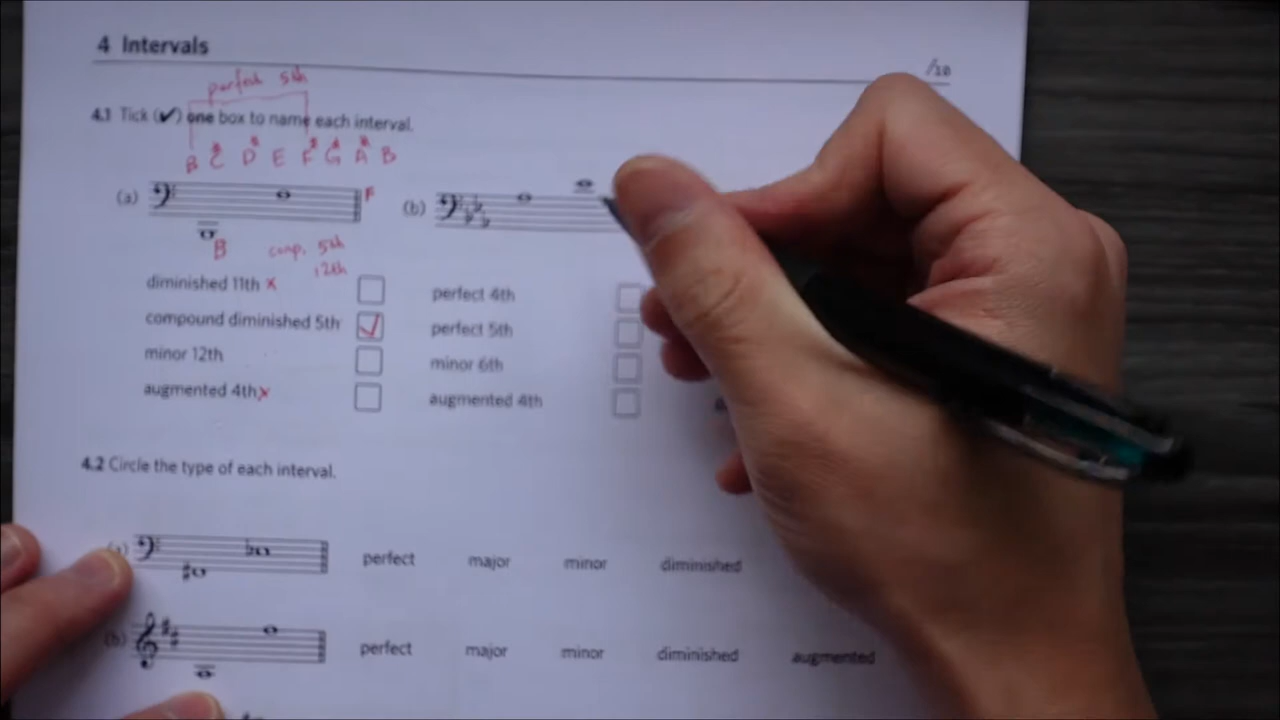 4 Intervals
/10
perfect 5th
4.1 Tick (✔) one box to name each interval.
B C# D# E F# G# A# B
(a)
F
(b)
B
comp. 5th
12th
diminished 11th x
compound diminished 5th ✓
minor 12th
augmented 4th x
perfect 4th
perfect 5th
minor 6th
augmented 4th
4.2 Circle the type of each interval.
(a)
perfect major minor diminished
(b)
perfect major minor diminished augmented